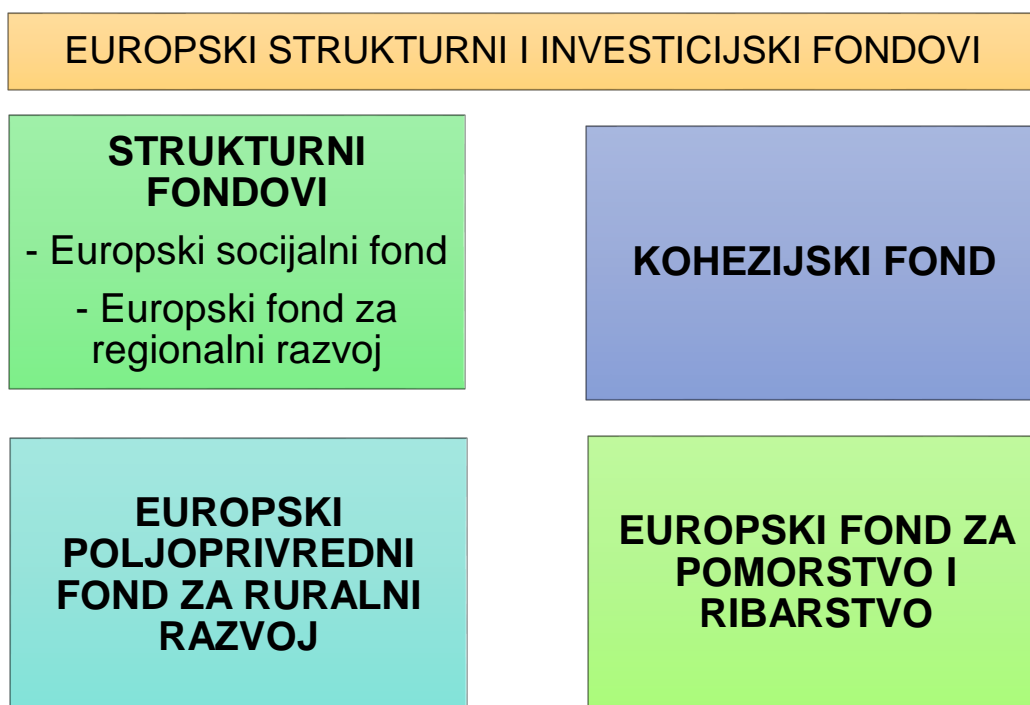 EUROPSKI STRUKTURNI I INVESTICIJSKI FONDOVI
STRUKTURNI
FONDOVI
- Europski socijalni fond
- Europski fond za
regionalni razvoj
KOHEZIJSKI FOND
EUROPSKI
POLJOPRIVREDNI
FOND ZA RURALNI
RAZVOJ
EUROPSKI FOND ZA
POMORSTVO I
RIBARSTVO